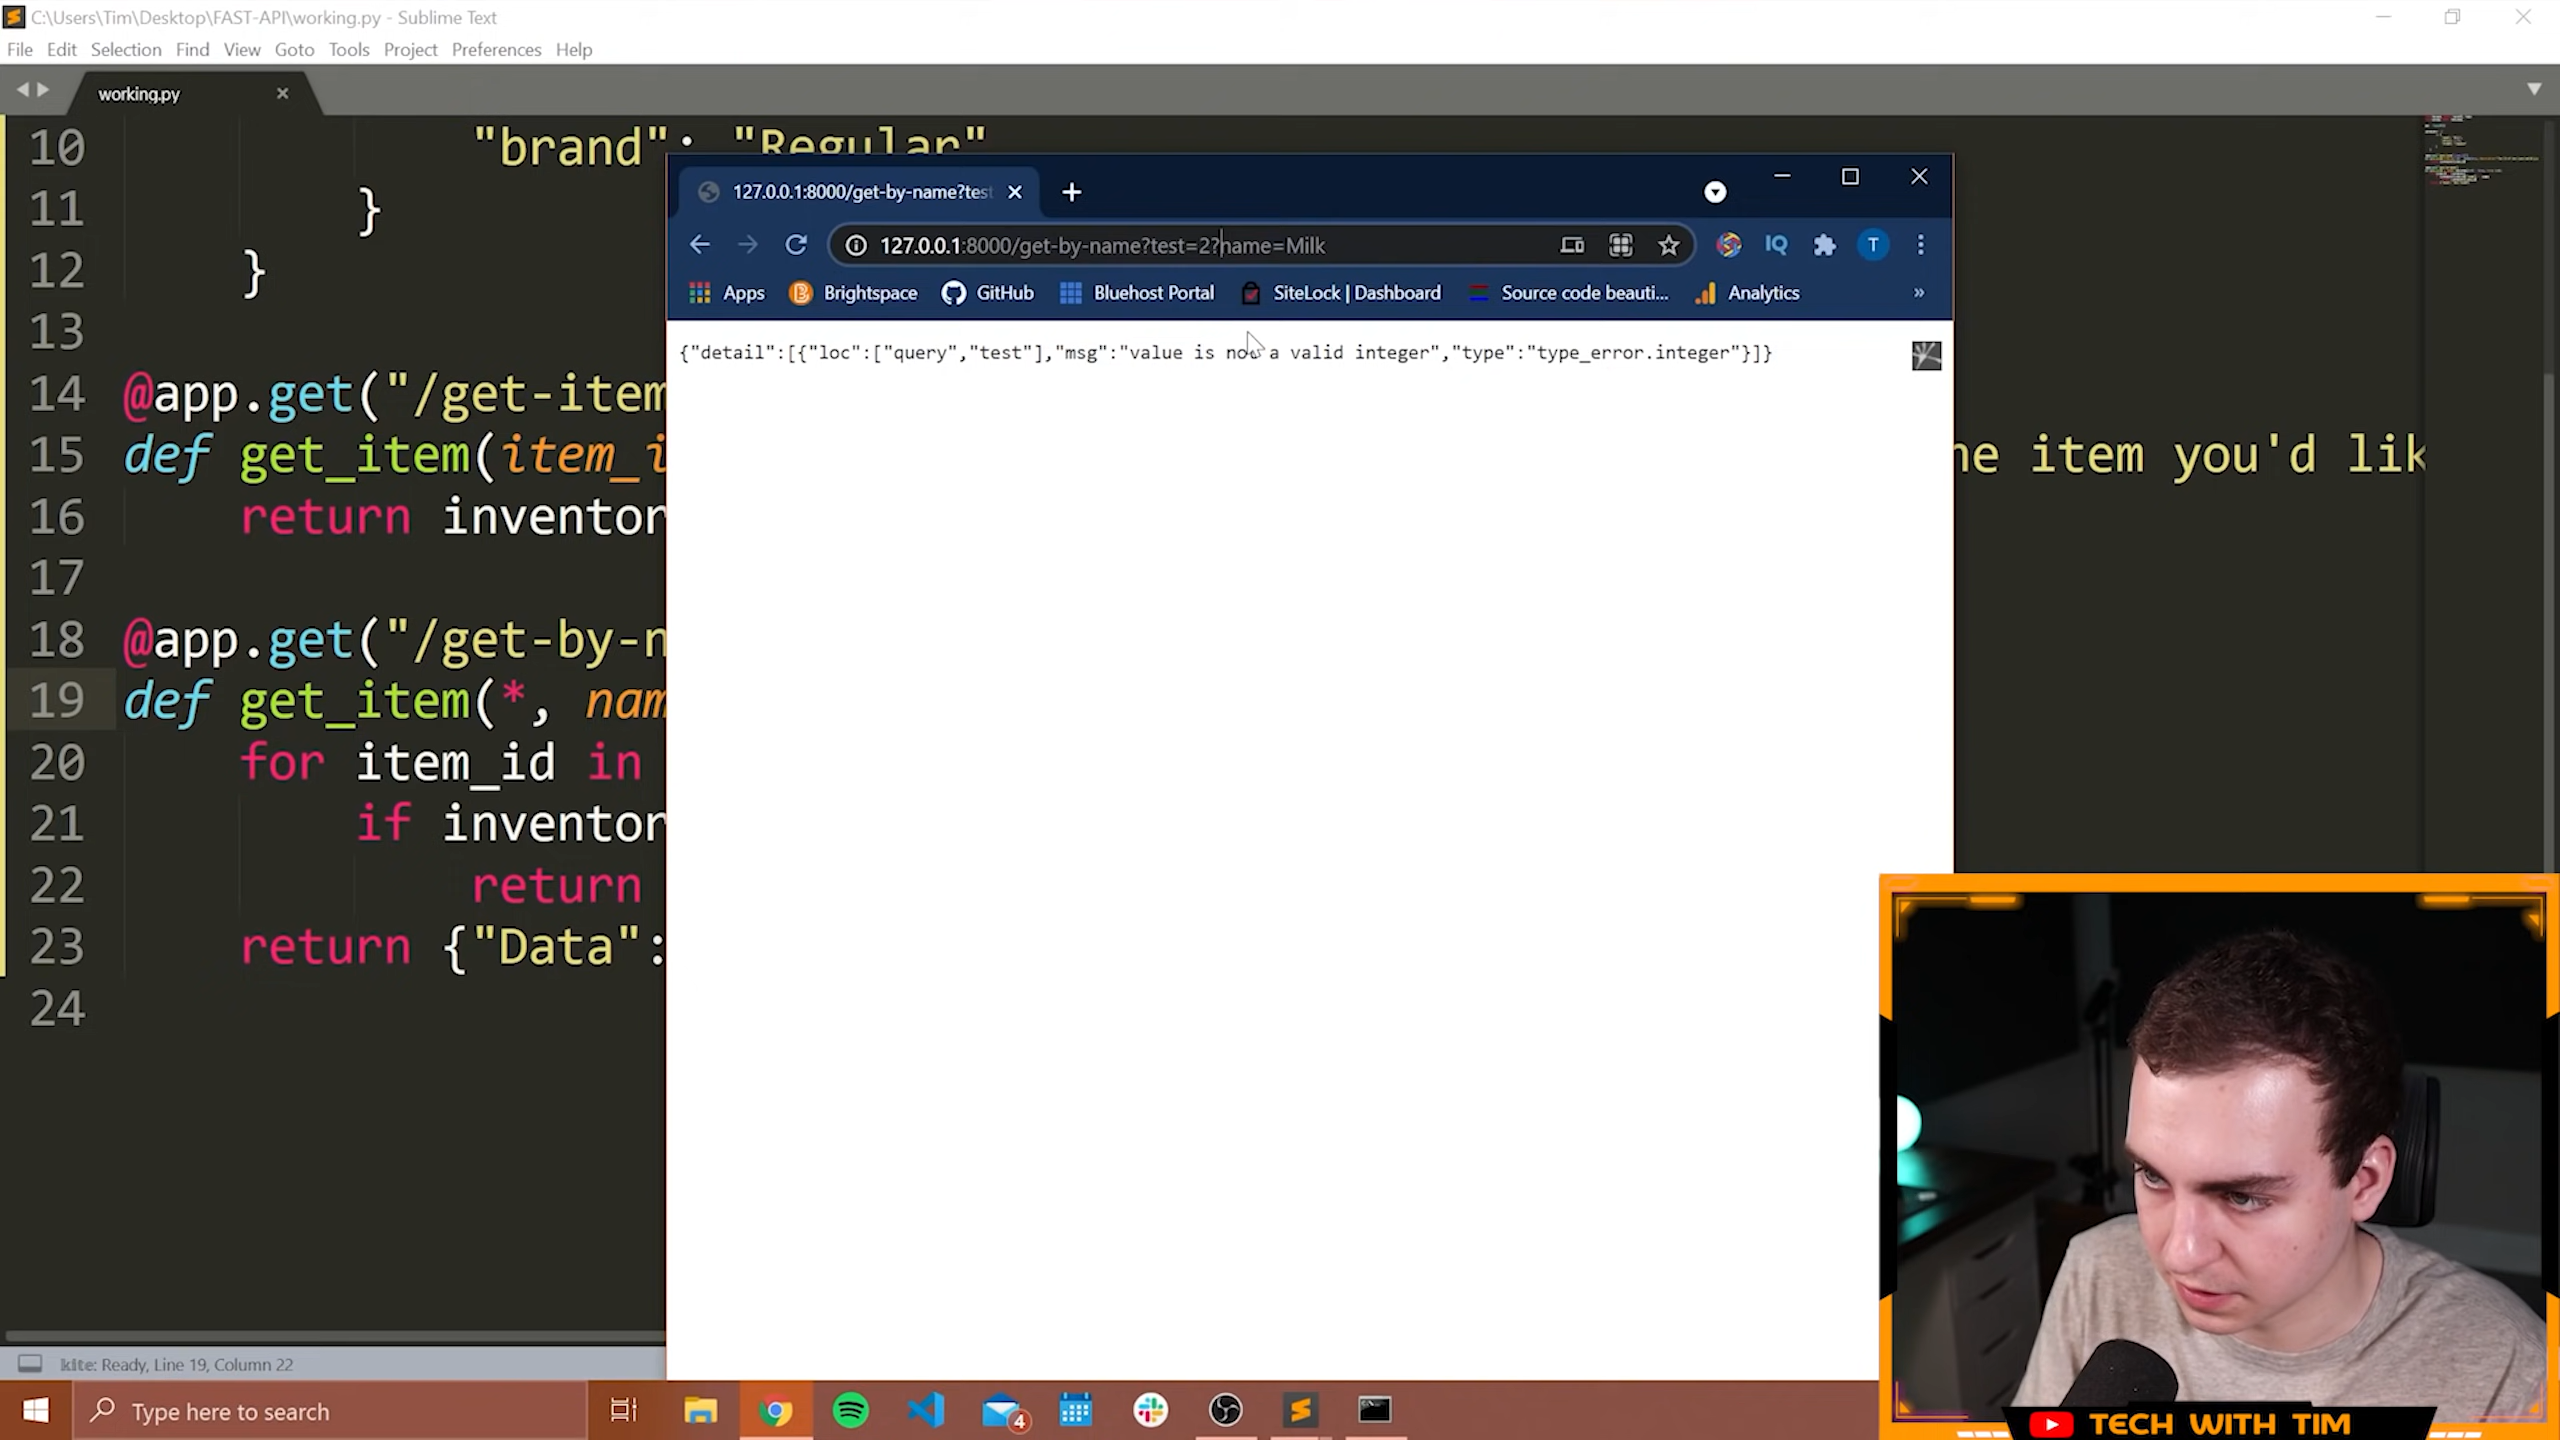 C:\Users\Tim\Desktop\FAST-API\working.py - Sublime Text
File Edit Selection Find View Goto Tools Project Preferences Help
working.py
10 "brand": "Regular"
11 }
12 }
13
14 @app.get("/get-item
15 def get_item(item_i
he item you'd lik
16 return inventor
17
18 @app.get("/get-by-n
19 def get_item(*, nam
20 for item_id in
21 if inventor
22 return
23 return {"Data":
24
127.0.0.1:8000/get-by-name?test
127.0.0.1:8000/get-by-name?test=2?name=Milk
IQ
T
Apps Brightspace GitHub Bluehost Portal SiteLock | Dashboard Source code beauti... Analytics »
{"detail":[{"loc":["query","test"],"msg":"value is not a valid integer","type":"type_error.integer"}]}
kite: Ready, Line 19, Column 22
Type here to search
4
TECH WITH TIM